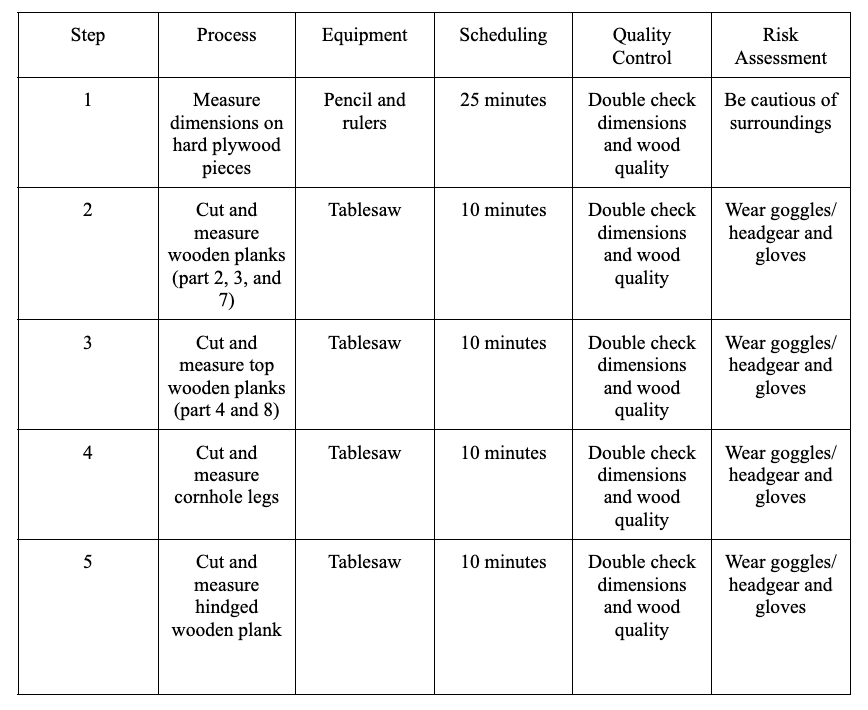 Step
Process
Equipment
Scheduling
Quality
Control
Risk
Assessment
1
Measure
dimensions on
hard plywood
pieces
Pencil and
rulers
25 minutes
Double check
dimensions
and wood
quality
Be cautious of
surroundings
2
Cut and
measure
wooden planks
(part 2, 3, and
7)
Tablesaw
10 minutes
Double check
dimensions
and wood
quality
Wear goggles/
headgear and
gloves
3
Cut and
measure top
wooden planks
(part 4 and 8)
Tablesaw
10 minutes
Double check
dimensions
and wood
quality
Wear goggles/
headgear and
gloves
4
Cut and
measure
cornhole legs
Tablesaw
10 minutes
Double check
dimensions
and wood
quality
Wear goggles/
headgear and
gloves
5
Cut and
measure
hindged
wooden plank
Tablesaw
10 minutes
Double check
dimensions
and wood
quality
Wear goggles/
headgear and
gloves